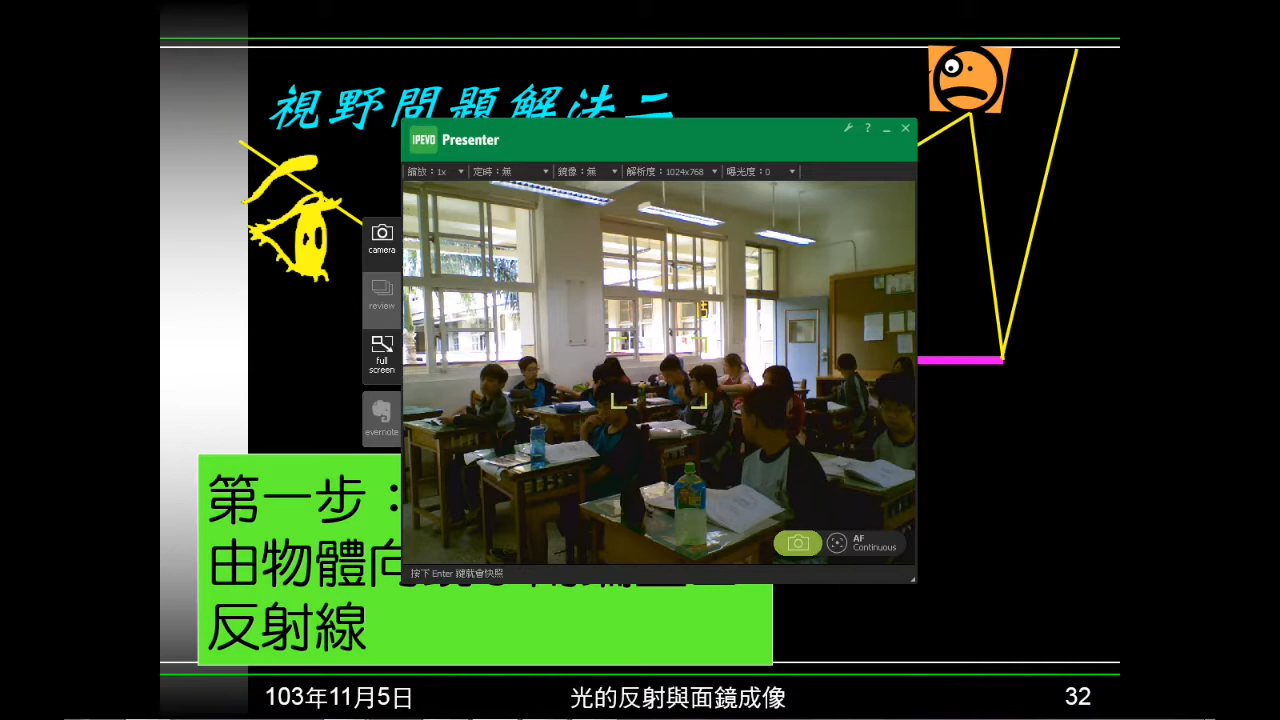 視野問題解法二
IPEVO Presenter
縮放：1x 定時：無 鏡像：無 解析度：1024x768 曝光度：0
camera
review
full
screen
evernote
AF
Continuous
按下 Enter 鍵就會快照
第一步：
由物體向
反射線
103年11月5日 光的反射與面鏡成像 32